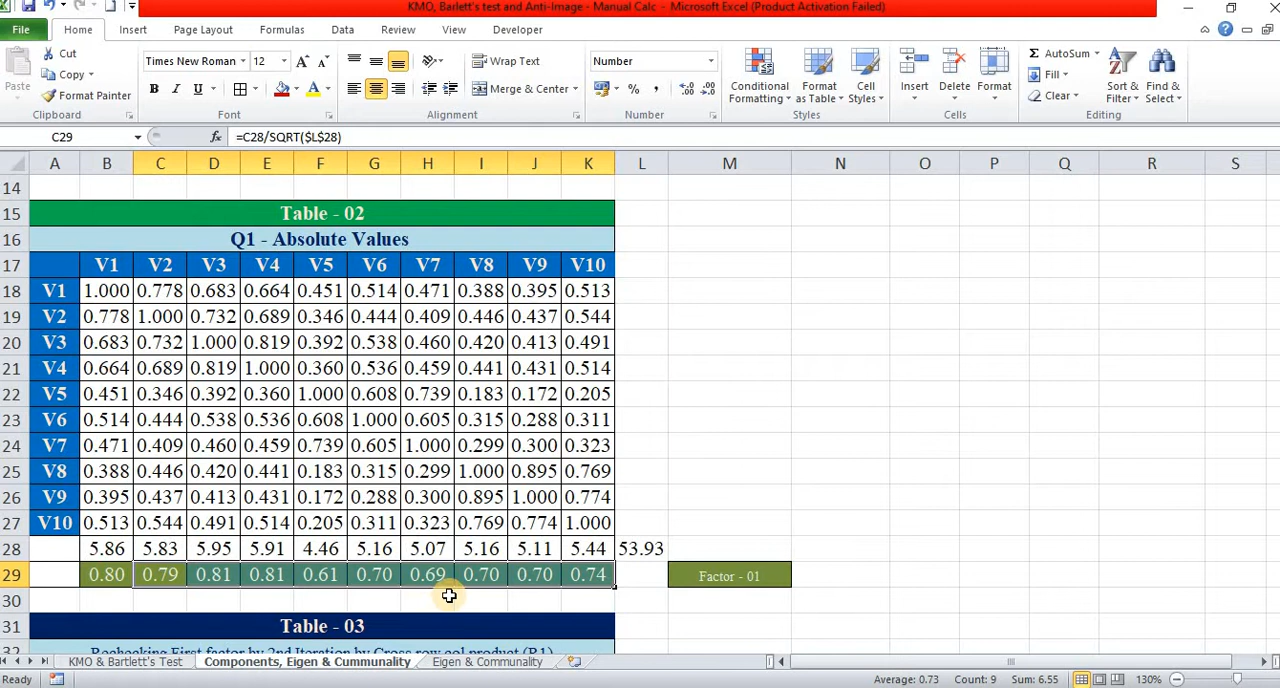 KMO, Barlett's test and Anti-Image - Manual Calc - Microsoft Excel (Product Activation Failed)
File Home Insert Page Layout Formulas Data Review View Developer
Paste Cut Copy Format Painter Clipboard
Times New Roman 12 B I U A Font
Wrap Text Merge & Center Alignment
Number % , Number
Conditional Formatting Format as Table Cell Styles Styles
Insert Delete Format Cells
Σ AutoSum Fill Clear Sort & Filter Find & Select Editing
C29 fx =C28/SQRT($L$28)
A B C D E F G H I J K L M N O P Q R S
14
15 Table - 02
16 Q1 - Absolute Values
17 V1 V2 V3 V4 V5 V6 V7 V8 V9 V10
18 V1 1.000 0.778 0.683 0.664 0.451 0.514 0.471 0.388 0.395 0.513
19 V2 0.778 1.000 0.732 0.689 0.346 0.444 0.409 0.446 0.437 0.544
20 V3 0.683 0.732 1.000 0.819 0.392 0.538 0.460 0.420 0.413 0.491
21 V4 0.664 0.689 0.819 1.000 0.360 0.536 0.459 0.441 0.431 0.514
22 V5 0.451 0.346 0.392 0.360 1.000 0.608 0.739 0.183 0.172 0.205
23 V6 0.514 0.444 0.538 0.536 0.608 1.000 0.605 0.315 0.288 0.311
24 V7 0.471 0.409 0.460 0.459 0.739 0.605 1.000 0.299 0.300 0.323
25 V8 0.388 0.446 0.420 0.441 0.183 0.315 0.299 1.000 0.895 0.769
26 V9 0.395 0.437 0.413 0.431 0.172 0.288 0.300 0.895 1.000 0.774
27 V10 0.513 0.544 0.491 0.514 0.205 0.311 0.323 0.769 0.774 1.000
28 5.86 5.83 5.95 5.91 4.46 5.16 5.07 5.16 5.11 5.44 53.93
29 0.80 0.79 0.81 0.81 0.61 0.70 0.69 0.70 0.70 0.74 Factor - 01
30
31 Table - 03
32 Rechecking First factor by 2nd Iteration by Cross row col product (R1)
KMO & Bartlett's Test Components, Eigen & Cummunality Eigen & Communality
Ready Average: 0.73 Count: 9 Sum: 6.55 130%